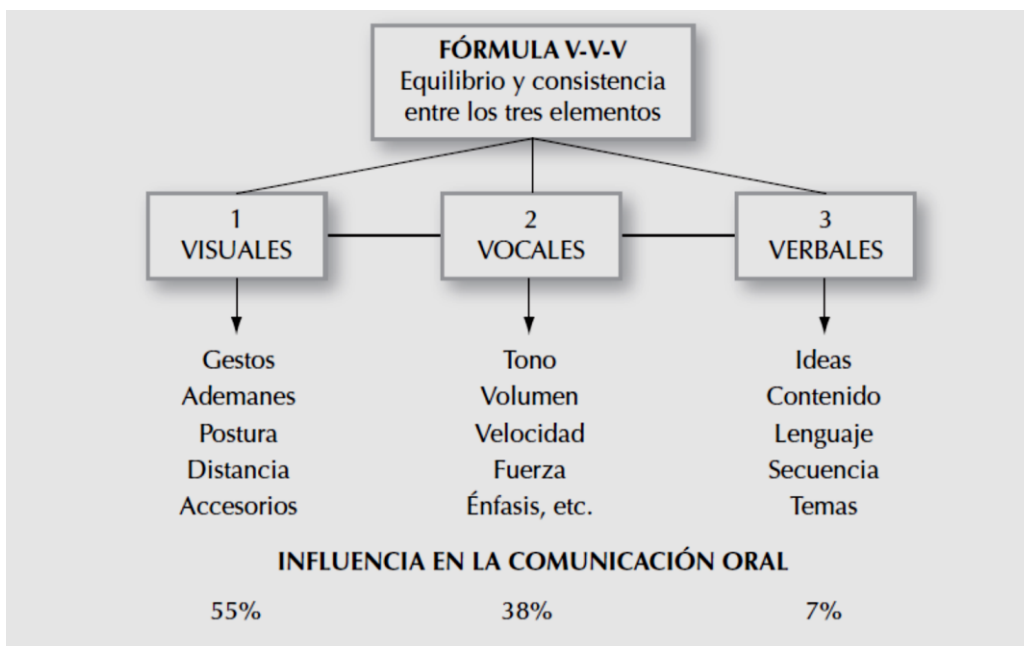 FÓRMULA V-V-V
Equilibrio y consistencia
entre los tres elementos
1
VISUALES
2
VOCALES
3
VERBALES
Gestos
Ademanes
Postura
Distancia
Accesorios
Tono
Volumen
Velocidad
Fuerza
Énfasis, etc.
Ideas
Contenido
Lenguaje
Secuencia
Temas
INFLUENCIA EN LA COMUNICACIÓN ORAL
55%
38%
7%